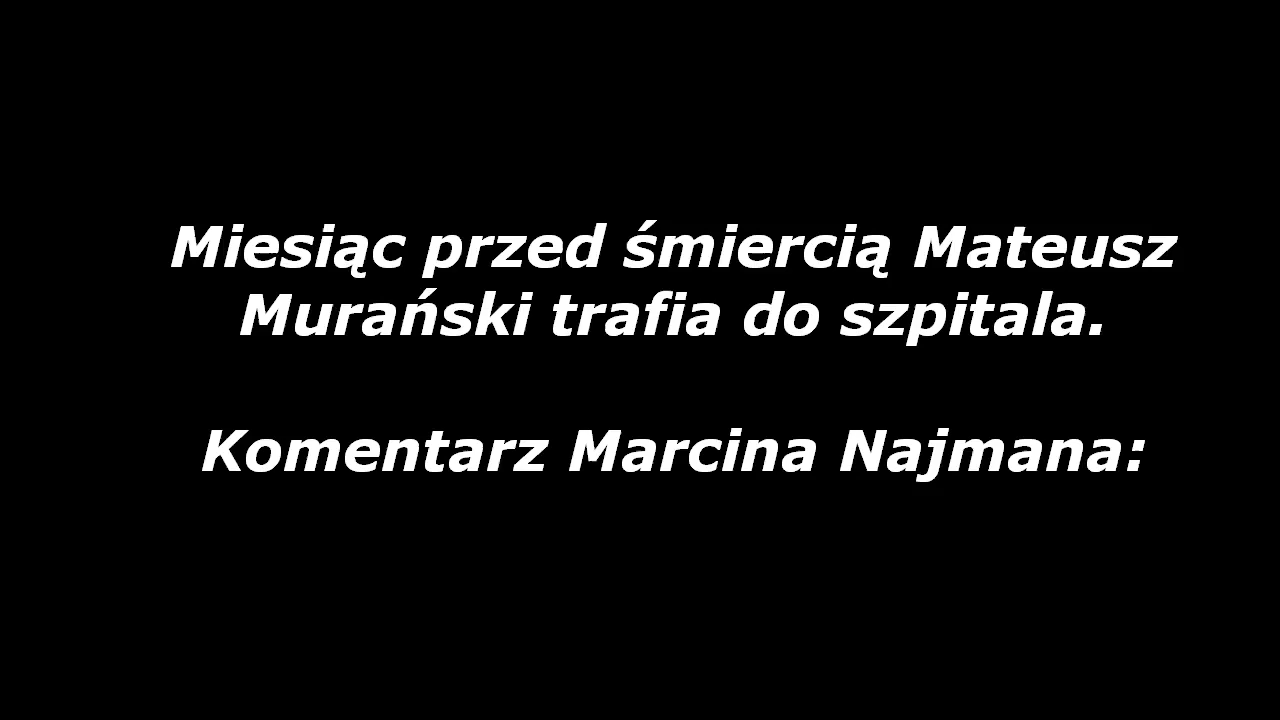 Miesiąc przed śmiercią Mateusz
Murański trafia do szpitala.
Komentarz Marcina Najmana: